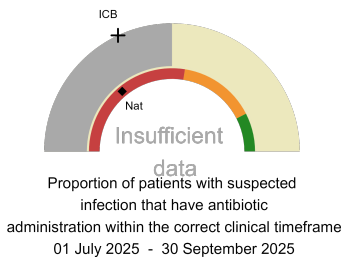 ICB
Nat
Insufficient
data
Proportion of patients with suspected
infection that have antibiotic
administration within the correct clinical timeframe
01 July 2025 - 30 September 2025